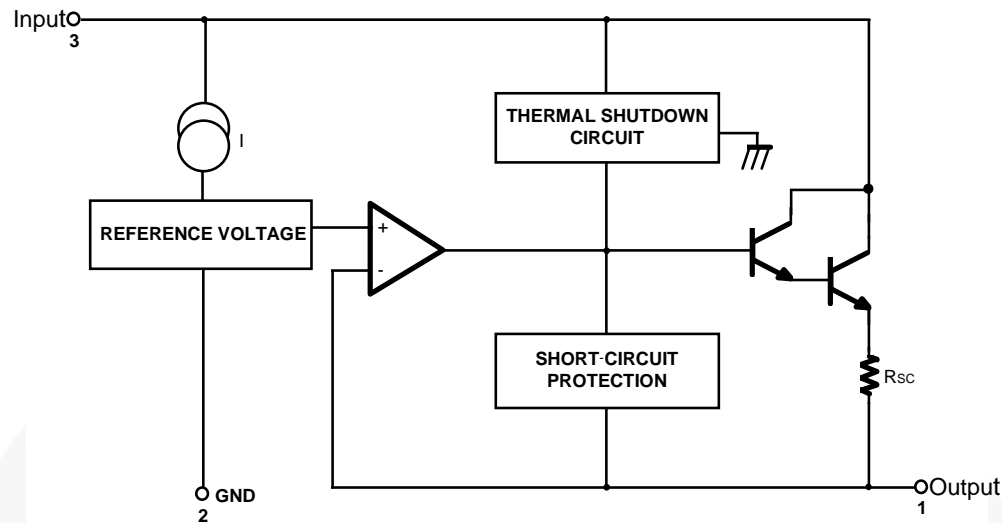 Input
3
THERMAL SHUTDOWN
CIRCUIT
I
REFERENCE VOLTAGE
+
-
SHORT-CIRCUIT
PROTECTION
RSC
GND
2
Output
1